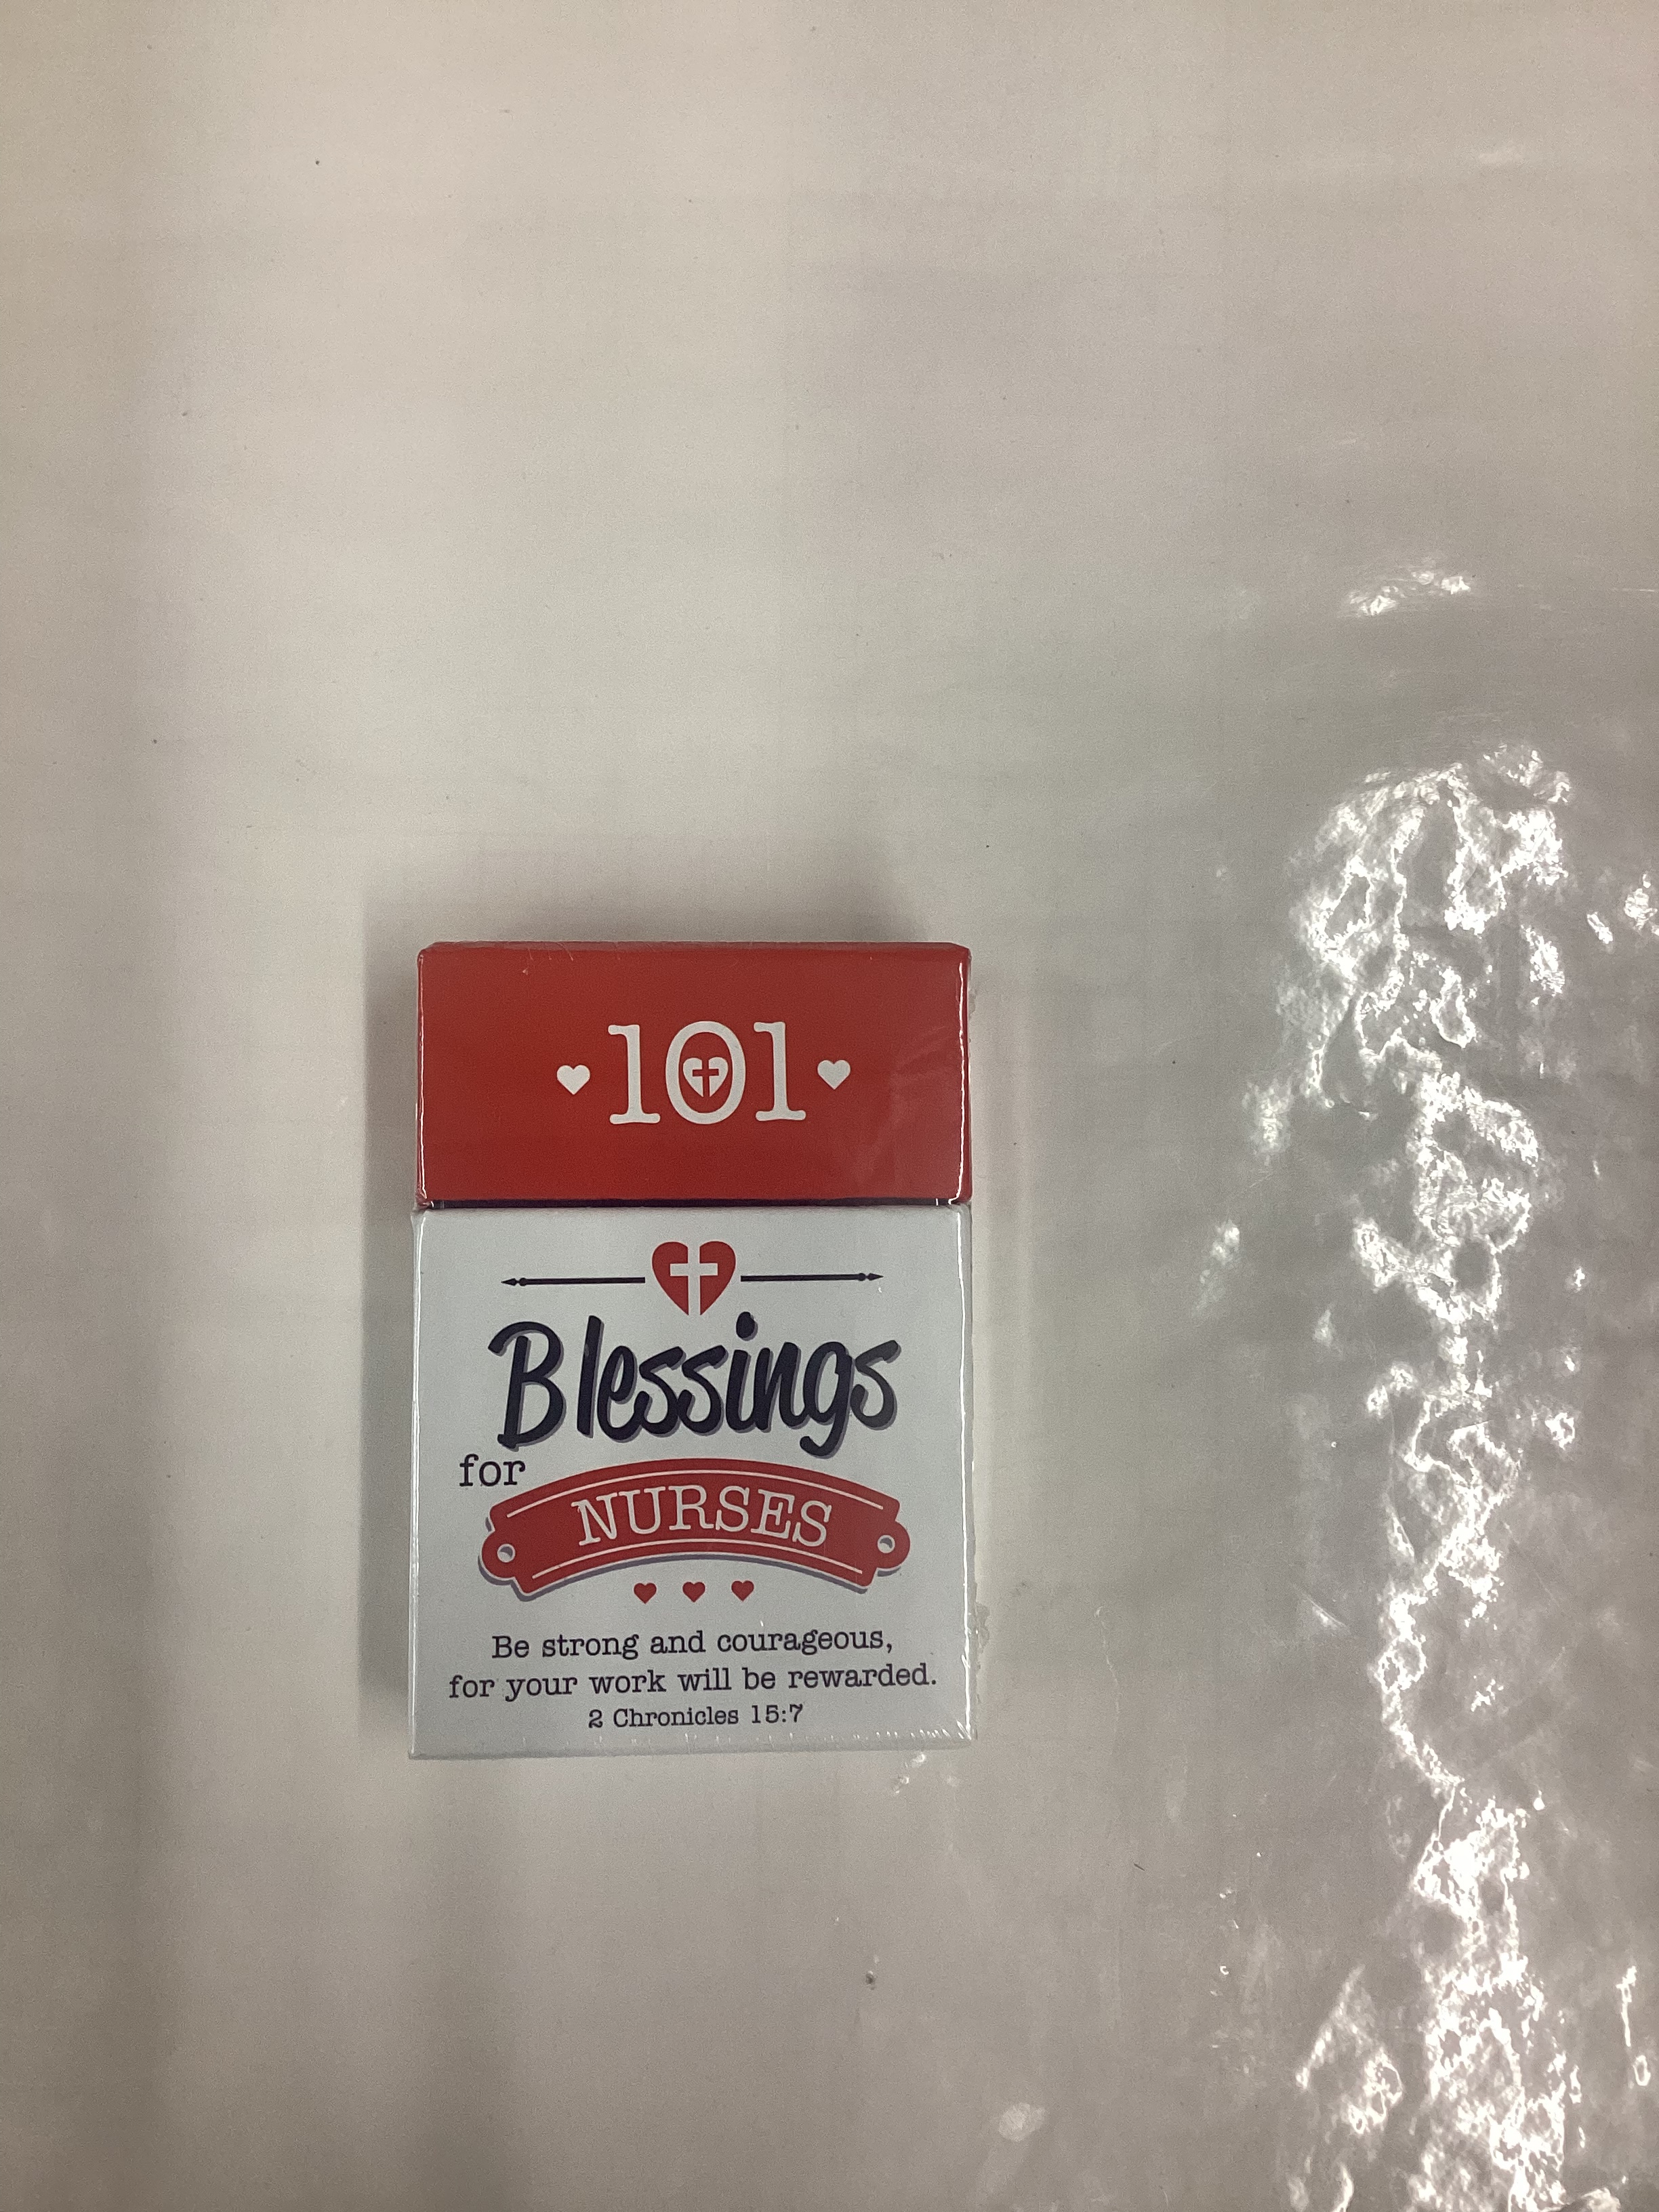 101
Blessings
for
NURSES
Be strong and courageous,
for your work will be rewarded.
2 Chronicles 15:7